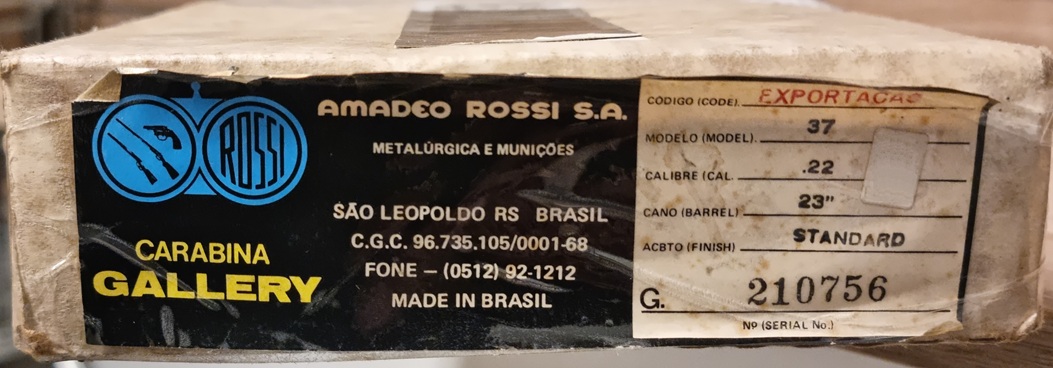 ROSSI
CARABINA
GALLERY
AMADEO ROSSI S.A.
METALÚRGICA E MUNIÇÕES
SÃO LEOPOLDO RS BRASIL
C.G.C. 96.735.105/0001-68
FONE – (0512) 92-1212
MADE IN BRASIL
CÓDIGO (CODE). EXPORTAÇÃO
MODELO (MODEL). 37
CALIBRE (CAL. .22
CANO (BARREL) 23"
ACBTO (FINISH) STANDARD
G. 210756
Nº (SERIAL No.)